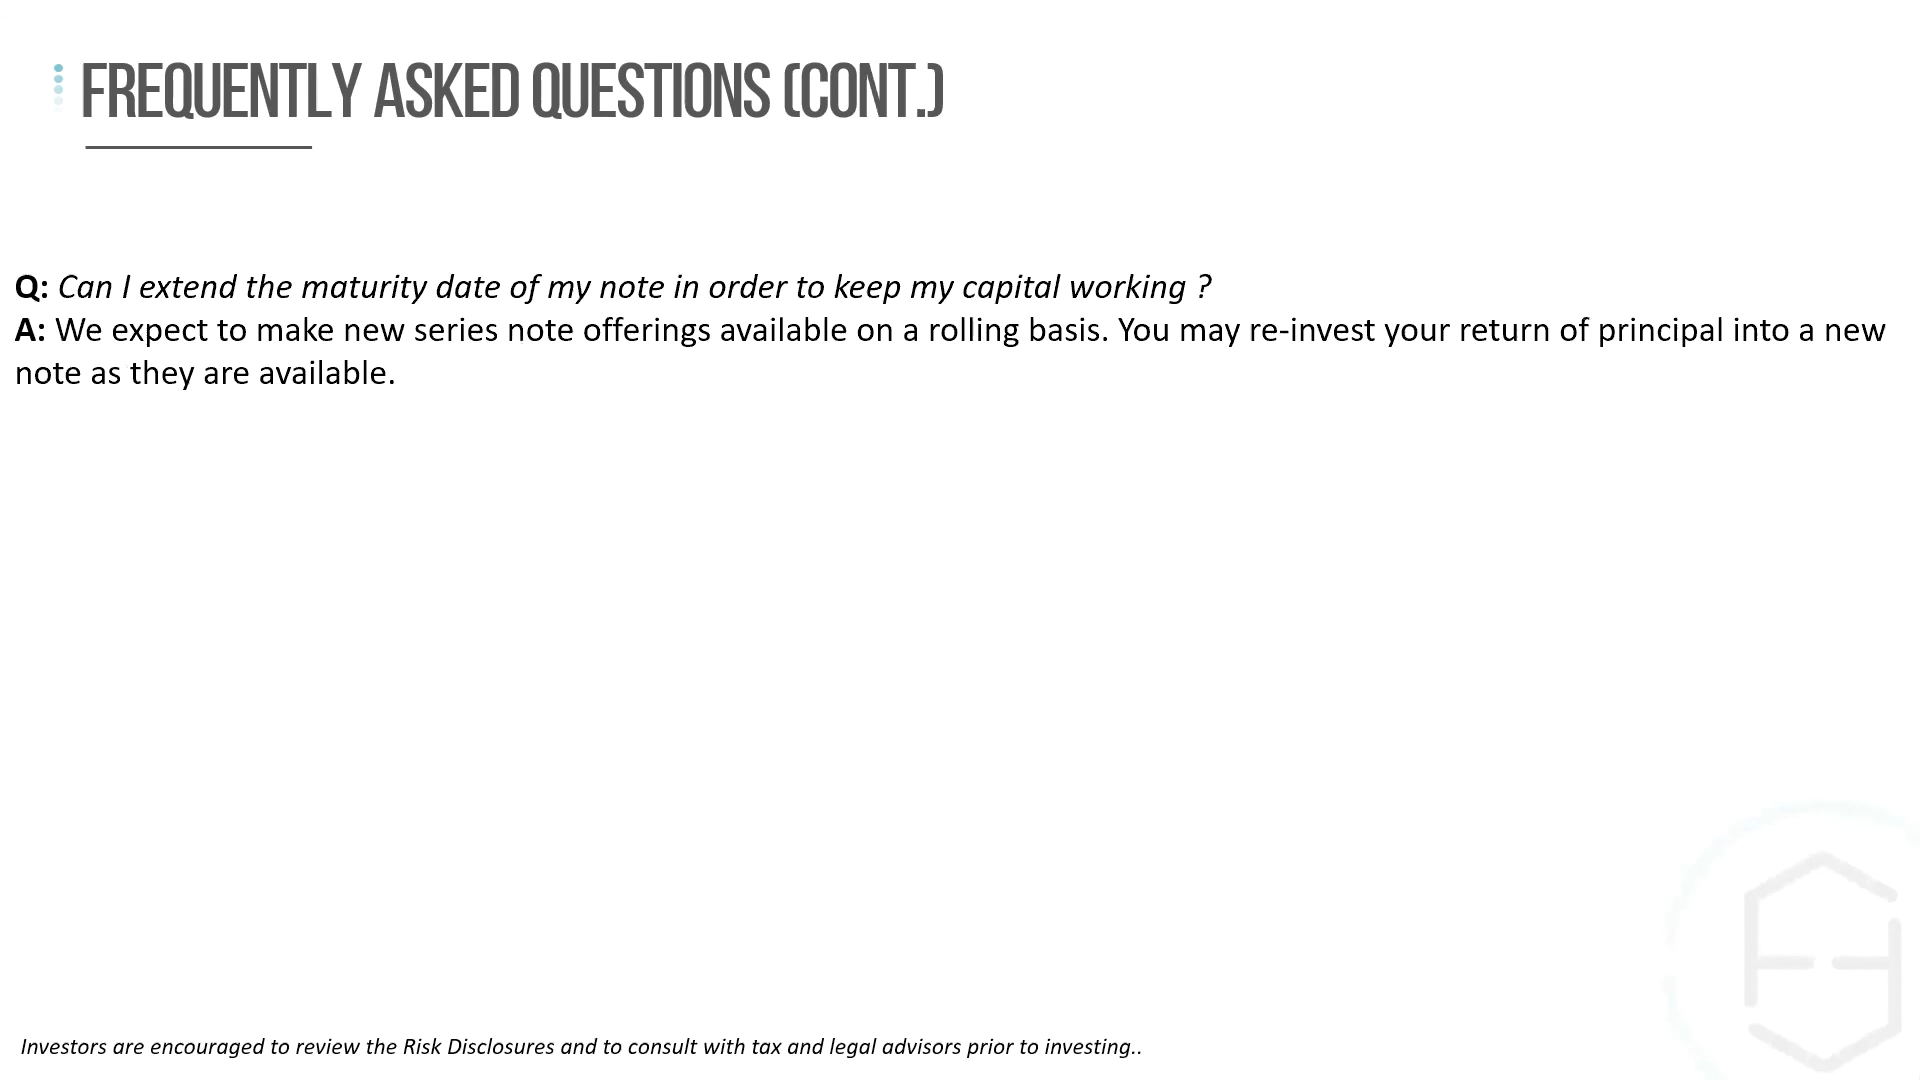 FREQUENTLY ASKED QUESTIONS (CONT.)
Q: Can I extend the maturity date of my note in order to keep my capital working ?
A: We expect to make new series note offerings available on a rolling basis. You may re-invest your return of principal into a new
note as they are available.
Investors are encouraged to review the Risk Disclosures and to consult with tax and legal advisors prior to investing..